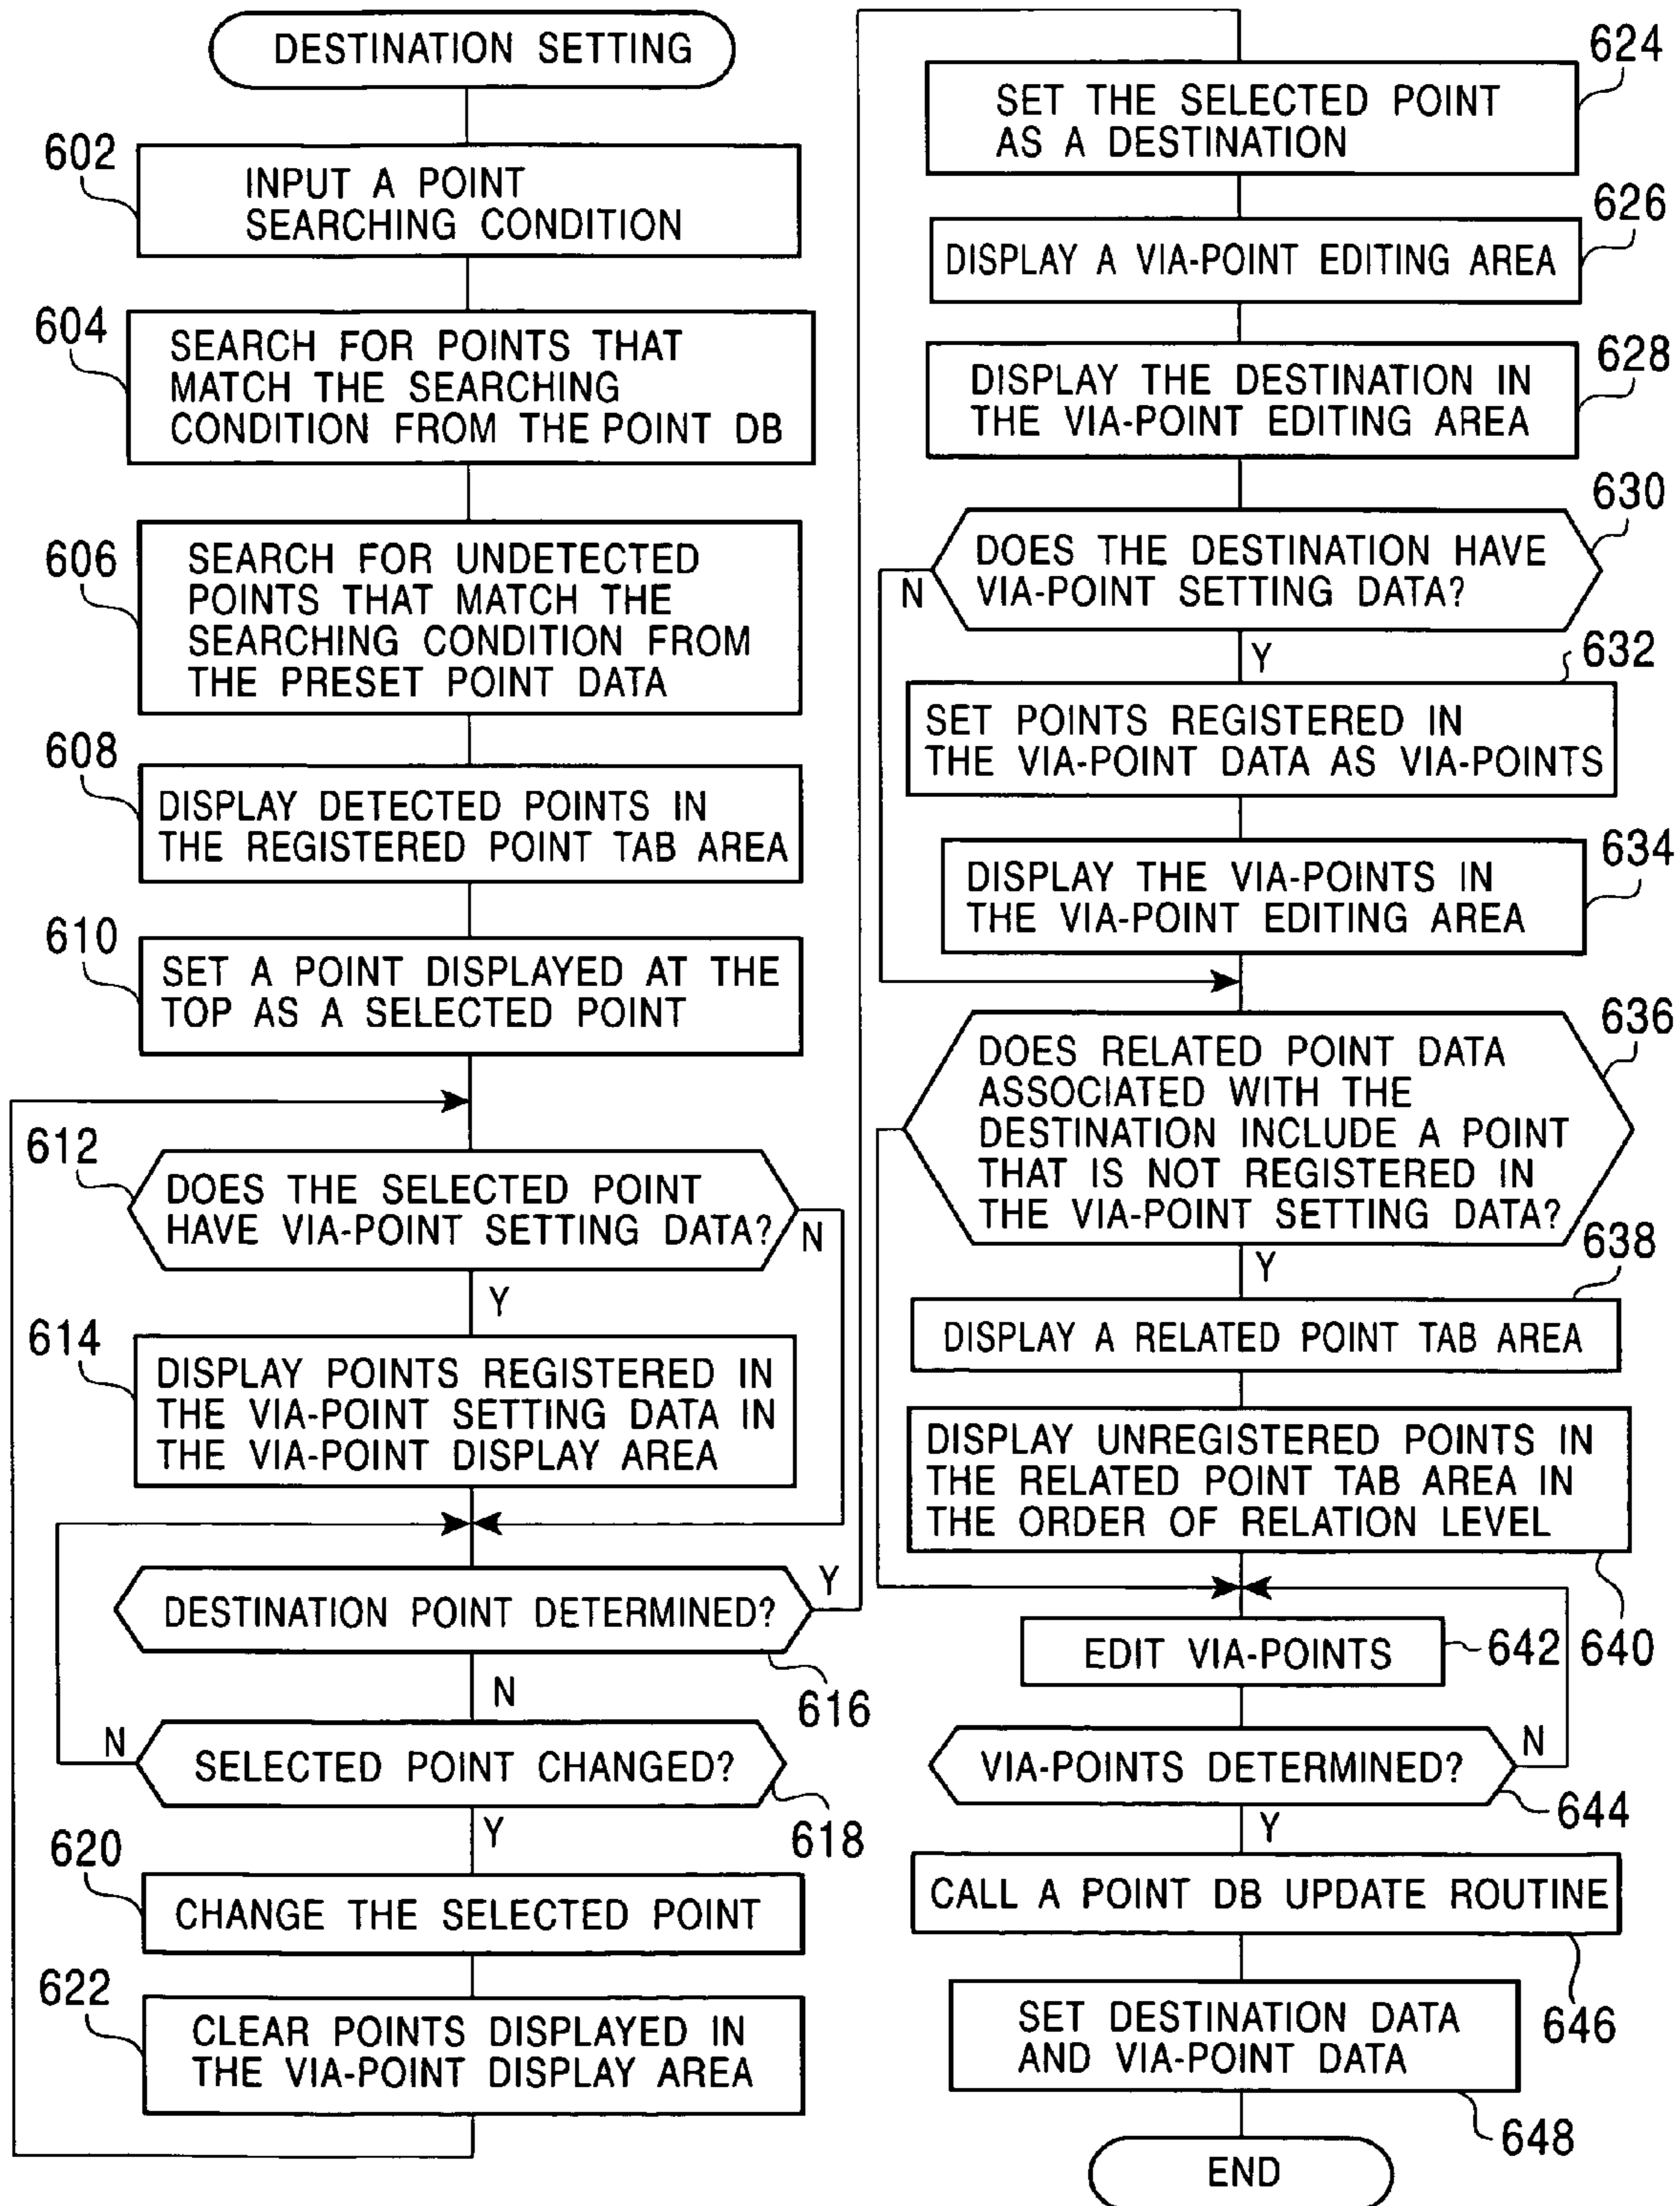 DESTINATION SETTING
602
INPUT A POINT
SEARCHING CONDITION
604
SEARCH FOR POINTS THAT
MATCH THE SEARCHING
CONDITION FROM THE POINT DB
606
SEARCH FOR UNDETECTED
POINTS THAT MATCH THE
SEARCHING CONDITION FROM
THE PRESET POINT DATA
608
DISPLAY DETECTED POINTS IN
THE REGISTERED POINT TAB AREA
610
SET A POINT DISPLAYED AT THE
TOP AS A SELECTED POINT
612
DOES THE SELECTED POINT
HAVE VIA-POINT SETTING DATA?
N
Y
614
DISPLAY POINTS REGISTERED IN
THE VIA-POINT SETTING DATA IN
THE VIA-POINT DISPLAY AREA
DESTINATION POINT DETERMINED?
Y
616
N
SELECTED POINT CHANGED?
N
618
Y
620
CHANGE THE SELECTED POINT
622
CLEAR POINTS DISPLAYED IN
THE VIA-POINT DISPLAY AREA
624
SET THE SELECTED POINT
AS A DESTINATION
626
DISPLAY A VIA-POINT EDITING AREA
628
DISPLAY THE DESTINATION IN
THE VIA-POINT EDITING AREA
630
DOES THE DESTINATION HAVE
VIA-POINT SETTING DATA?
N
Y
632
SET POINTS REGISTERED IN
THE VIA-POINT DATA AS VIA-POINTS
634
DISPLAY THE VIA-POINTS IN
THE VIA-POINT EDITING AREA
636
DOES RELATED POINT DATA
ASSOCIATED WITH THE
DESTINATION INCLUDE A POINT
THAT IS NOT REGISTERED IN
THE VIA-POINT SETTING DATA?
638
Y
DISPLAY A RELATED POINT TAB AREA
DISPLAY UNREGISTERED POINTS IN
THE RELATED POINT TAB AREA IN
THE ORDER OF RELATION LEVEL
640
EDIT VIA-POINTS
642
VIA-POINTS DETERMINED?
N
644
Y
CALL A POINT DB UPDATE ROUTINE
646
SET DESTINATION DATA
AND VIA-POINT DATA
648
END